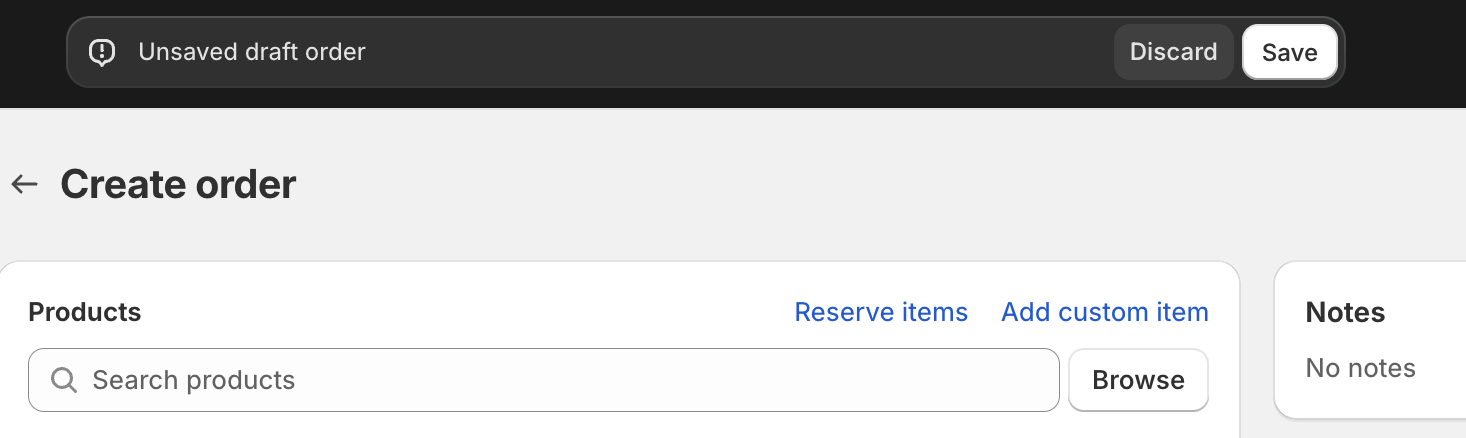 Unsaved draft order Discard Save
Create order
Products Reserve items Add custom item
Search products Browse
Notes
No notes